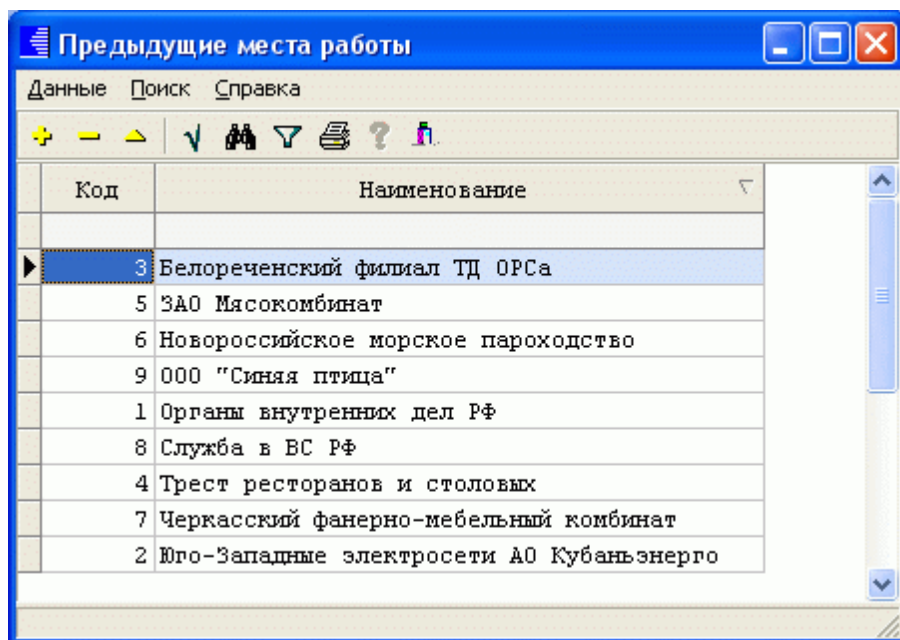 Предыдущие места работы
Данные Поиск Справка
Код Наименование
3 Белореченский филиал ТД ОРСа
5 ЗАО Мясокомбинат
6 Новороссийское морское пароходство
9 ООО "Синяя птица"
1 Органы внутренних дел РФ
8 Служба в ВС РФ
4 Трест ресторанов и столовых
7 Черкасский фанерно-мебельный комбинат
2 Юго-Западные электросети АО Кубаньэнерго